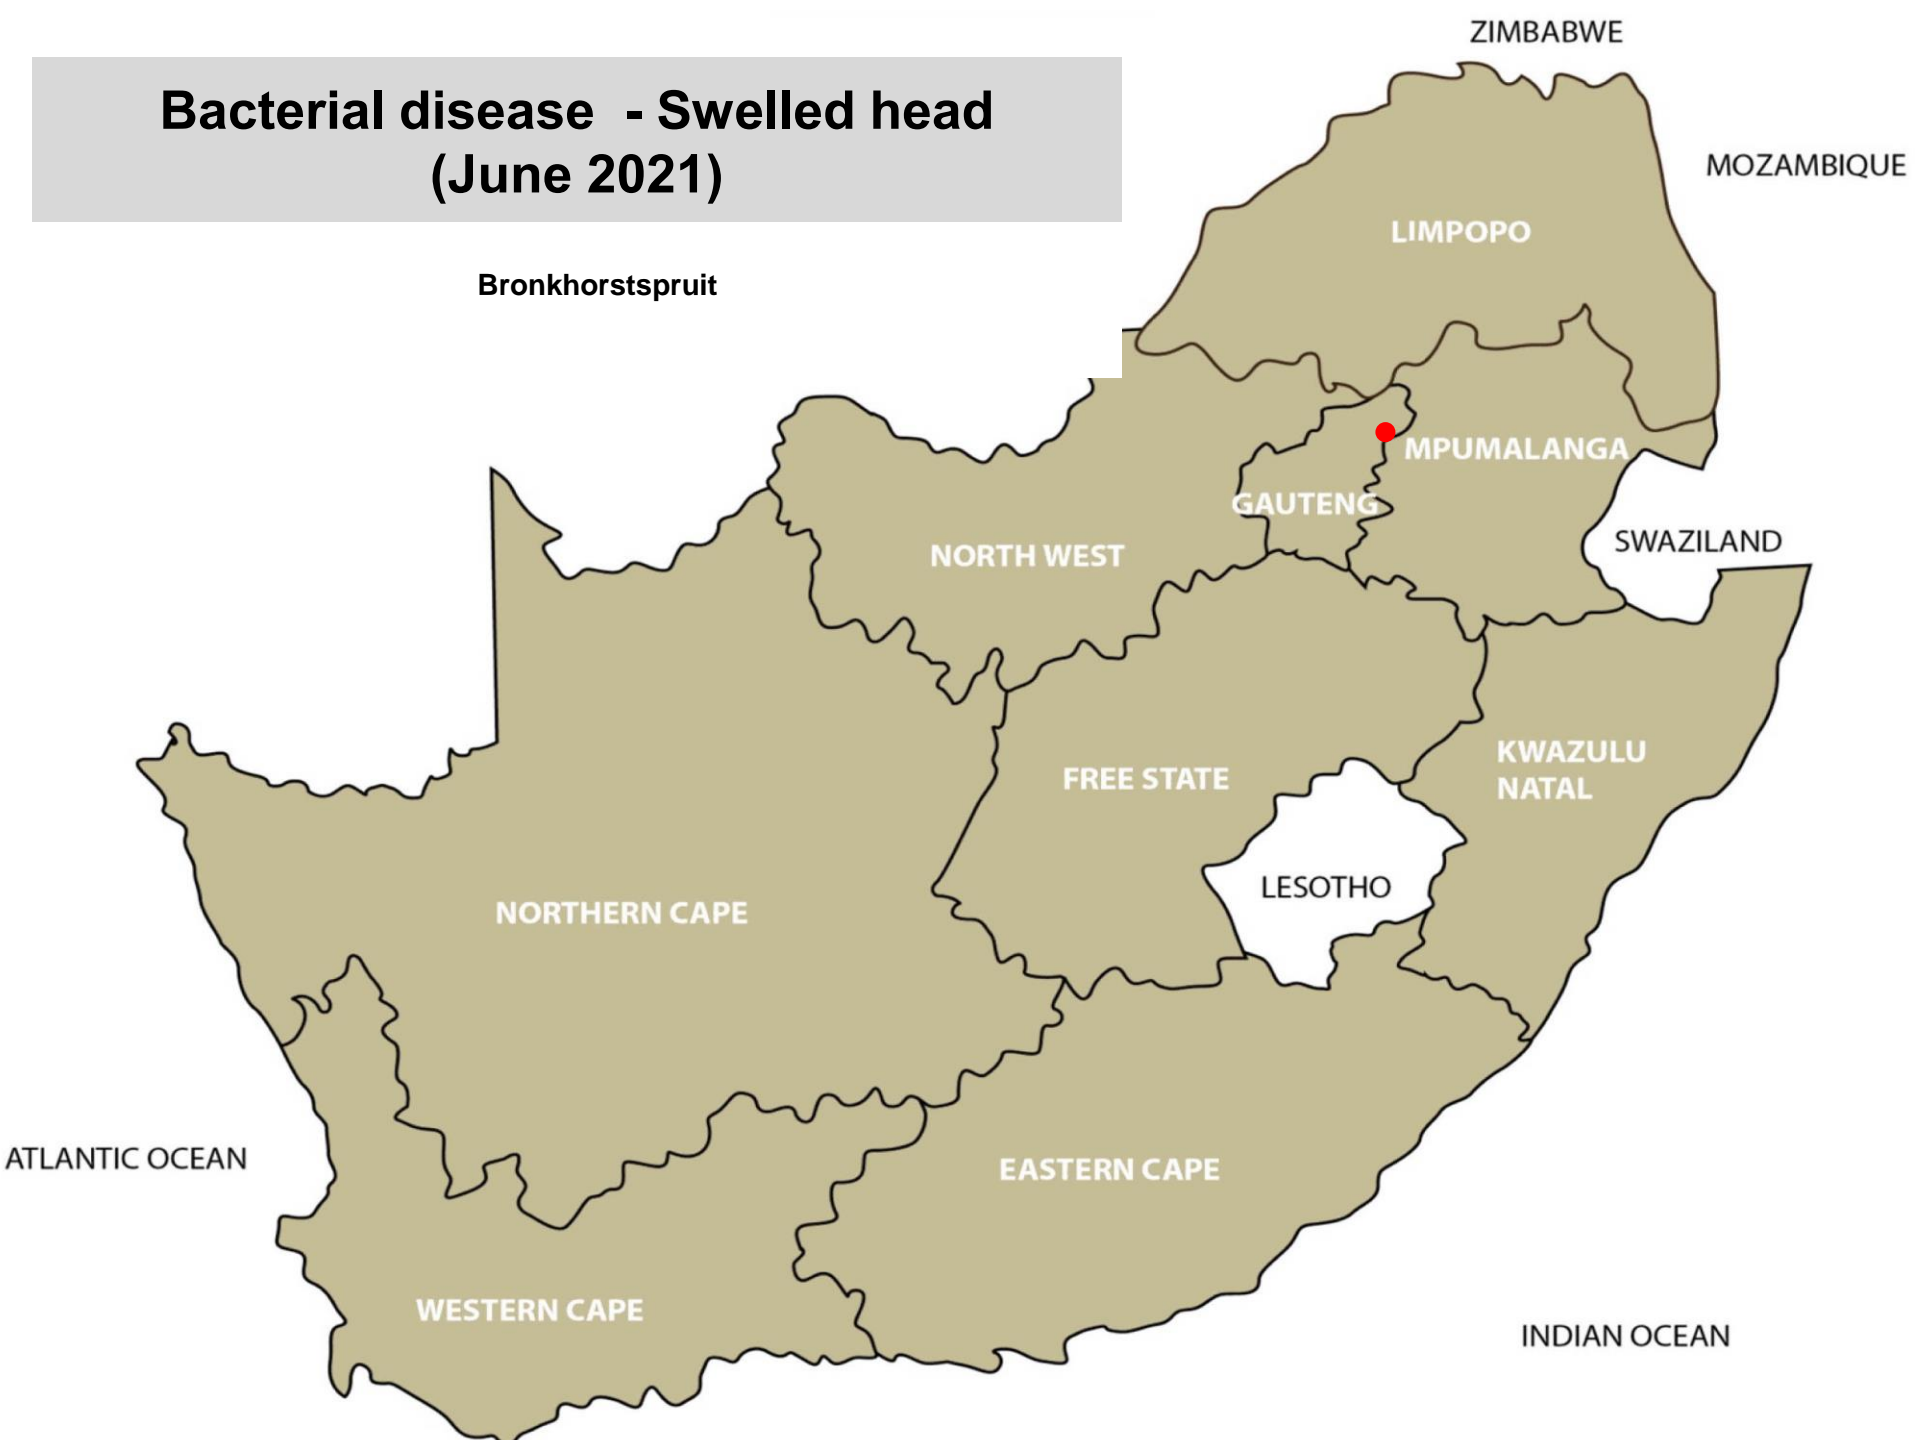 ZIMBABWE
Bacterial disease - Swelled head
(June 2021)
MOZAMBIQUE
LIMPOPO
Bronkhorstspruit
MPUMALANGA
GAUTENG
SWAZILAND
NORTH WEST
KWAZULU
NATAL
FREE STATE
LESOTHO
NORTHERN CAPE
ATLANTIC OCEAN
EASTERN CAPE
WESTERN CAPE
INDIAN OCEAN